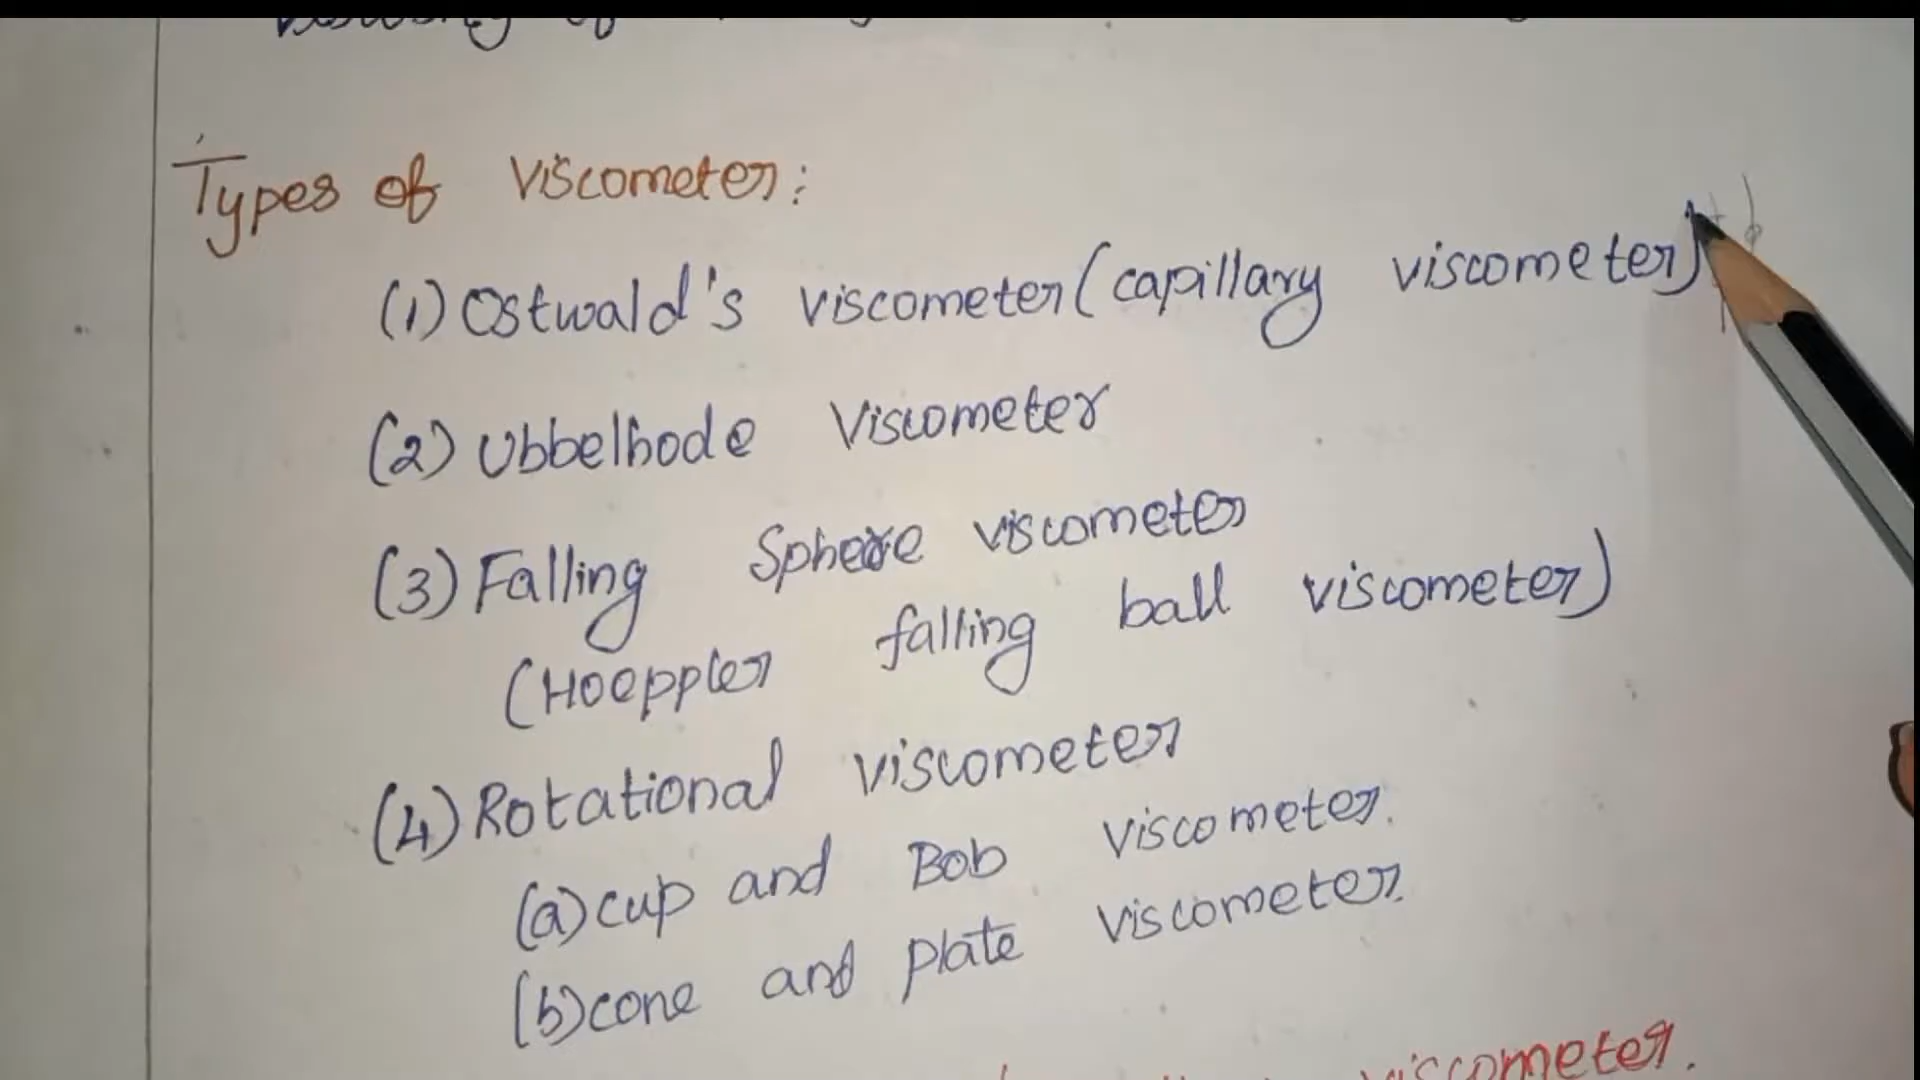 Types of Viscometer:
(1) Ostwald's viscometer (capillary viscometer)
(2) Ubbelhode Viscometer
(3) Falling Sphere viscometer
(Hoeppler falling ball viscometer)
(4) Rotational viscometer
(a) cup and Bob viscometer.
(b) cone and plate viscometer.
viscometer.